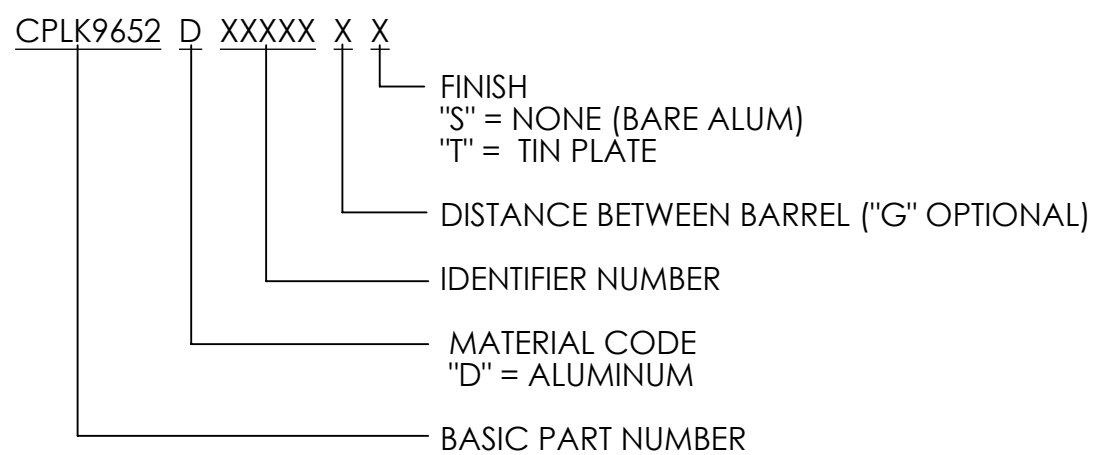 CPLK9652 D XXXXX X X
FINISH
"S" = NONE (BARE ALUM)
"T" = TIN PLATE
DISTANCE BETWEEN BARREL ("G" OPTIONAL)
IDENTIFIER NUMBER
MATERIAL CODE
"D" = ALUMINUM
BASIC PART NUMBER